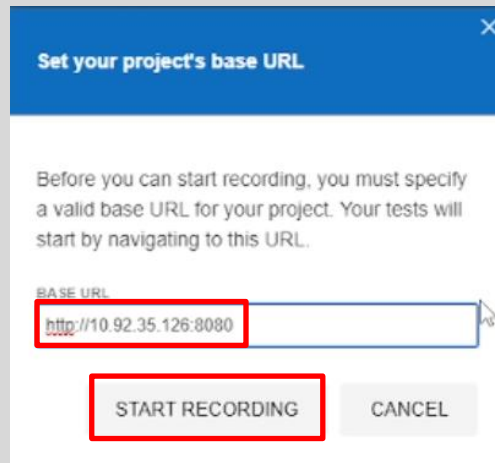 Set your project's base URL
Before you can start recording, you must specify
a valid base URL for your project. Your tests will
start by navigating to this URL.
BASE URL
http://10.92.35.126:8080
START RECORDING
CANCEL